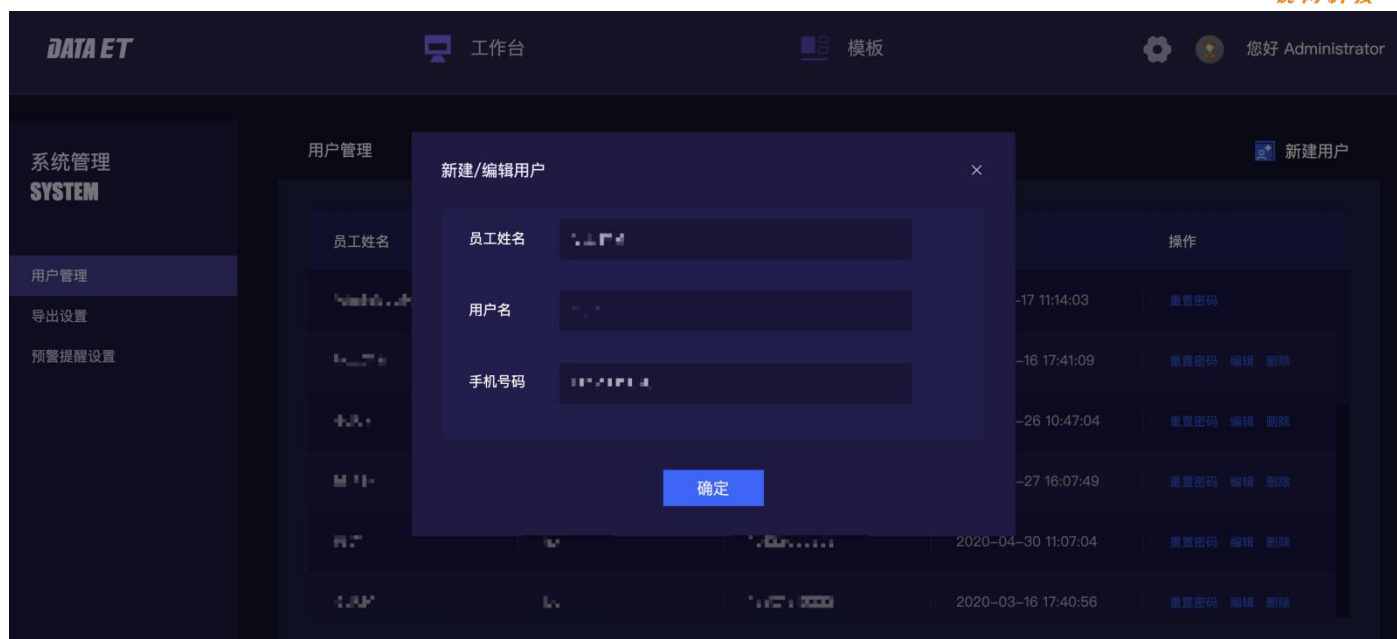 DATA ET
工作台
模板
您好 Administrator
系统管理
SYSTEM
用户管理
导出设置
预警提醒设置
用户管理
新建用户
新建/编辑用户
×
员工姓名
用户名
手机号码
确定
员工姓名
操作
-17 11:14:03
重置密码
-16 17:41:09
重置密码 编辑 删除
-26 10:47:04
重置密码 编辑 删除
-27 16:07:49
重置密码 编辑 删除
2020-04-30 11:07:04
重置密码 编辑 删除
2020-03-16 17:40:56
重置密码 编辑 删除